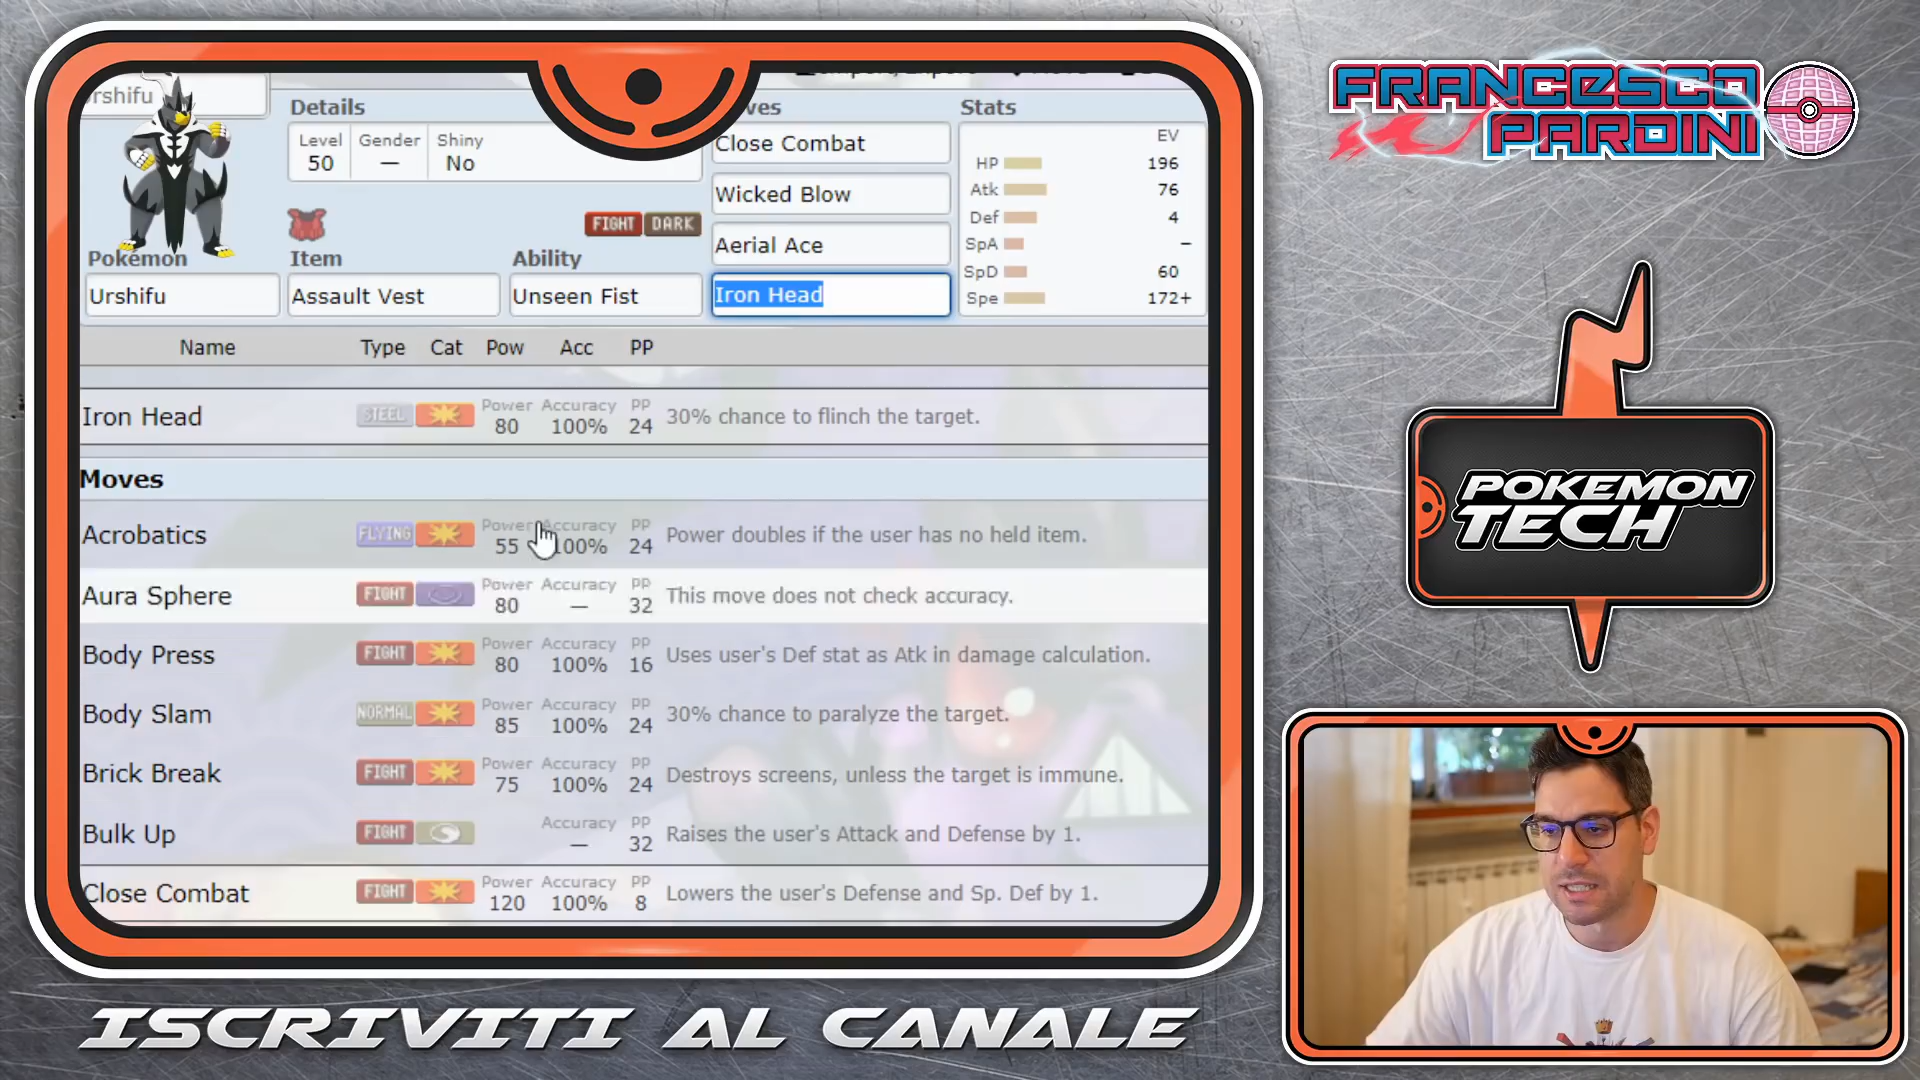 Urshifu
Details
Level
50
Gender
—
Shiny
No
FIGHT DARK
Pokémon
Urshifu
Item
Assault Vest
Ability
Unseen Fist
Close Combat
Wicked Blow
Aerial Ace
Iron Head
Stats
EV
HP 196
Atk 76
Def 4
SpA –
SpD 60
Spe 172+
Name Type Cat Pow Acc PP
Iron Head STEEL Power 80 Accuracy 100% PP 24 30% chance to flinch the target.
Moves
Acrobatics FLYING Power 55 Accuracy 100% PP 24 Power doubles if the user has no held item.
Aura Sphere FIGHT Power 80 Accuracy — PP 32 This move does not check accuracy.
Body Press FIGHT Power 80 Accuracy 100% PP 16 Uses user's Def stat as Atk in damage calculation.
Body Slam NORMAL Power 85 Accuracy 100% PP 24 30% chance to paralyze the target.
Brick Break FIGHT Power 75 Accuracy 100% PP 24 Destroys screens, unless the target is immune.
Bulk Up FIGHT Accuracy — PP 32 Raises the user's Attack and Defense by 1.
Close Combat FIGHT Power 120 Accuracy 100% PP 8 Lowers the user's Defense and Sp. Def by 1.
FRANCESCO
PARDINI
POKEMON
TECH
ISCRIVITI AL CANALE